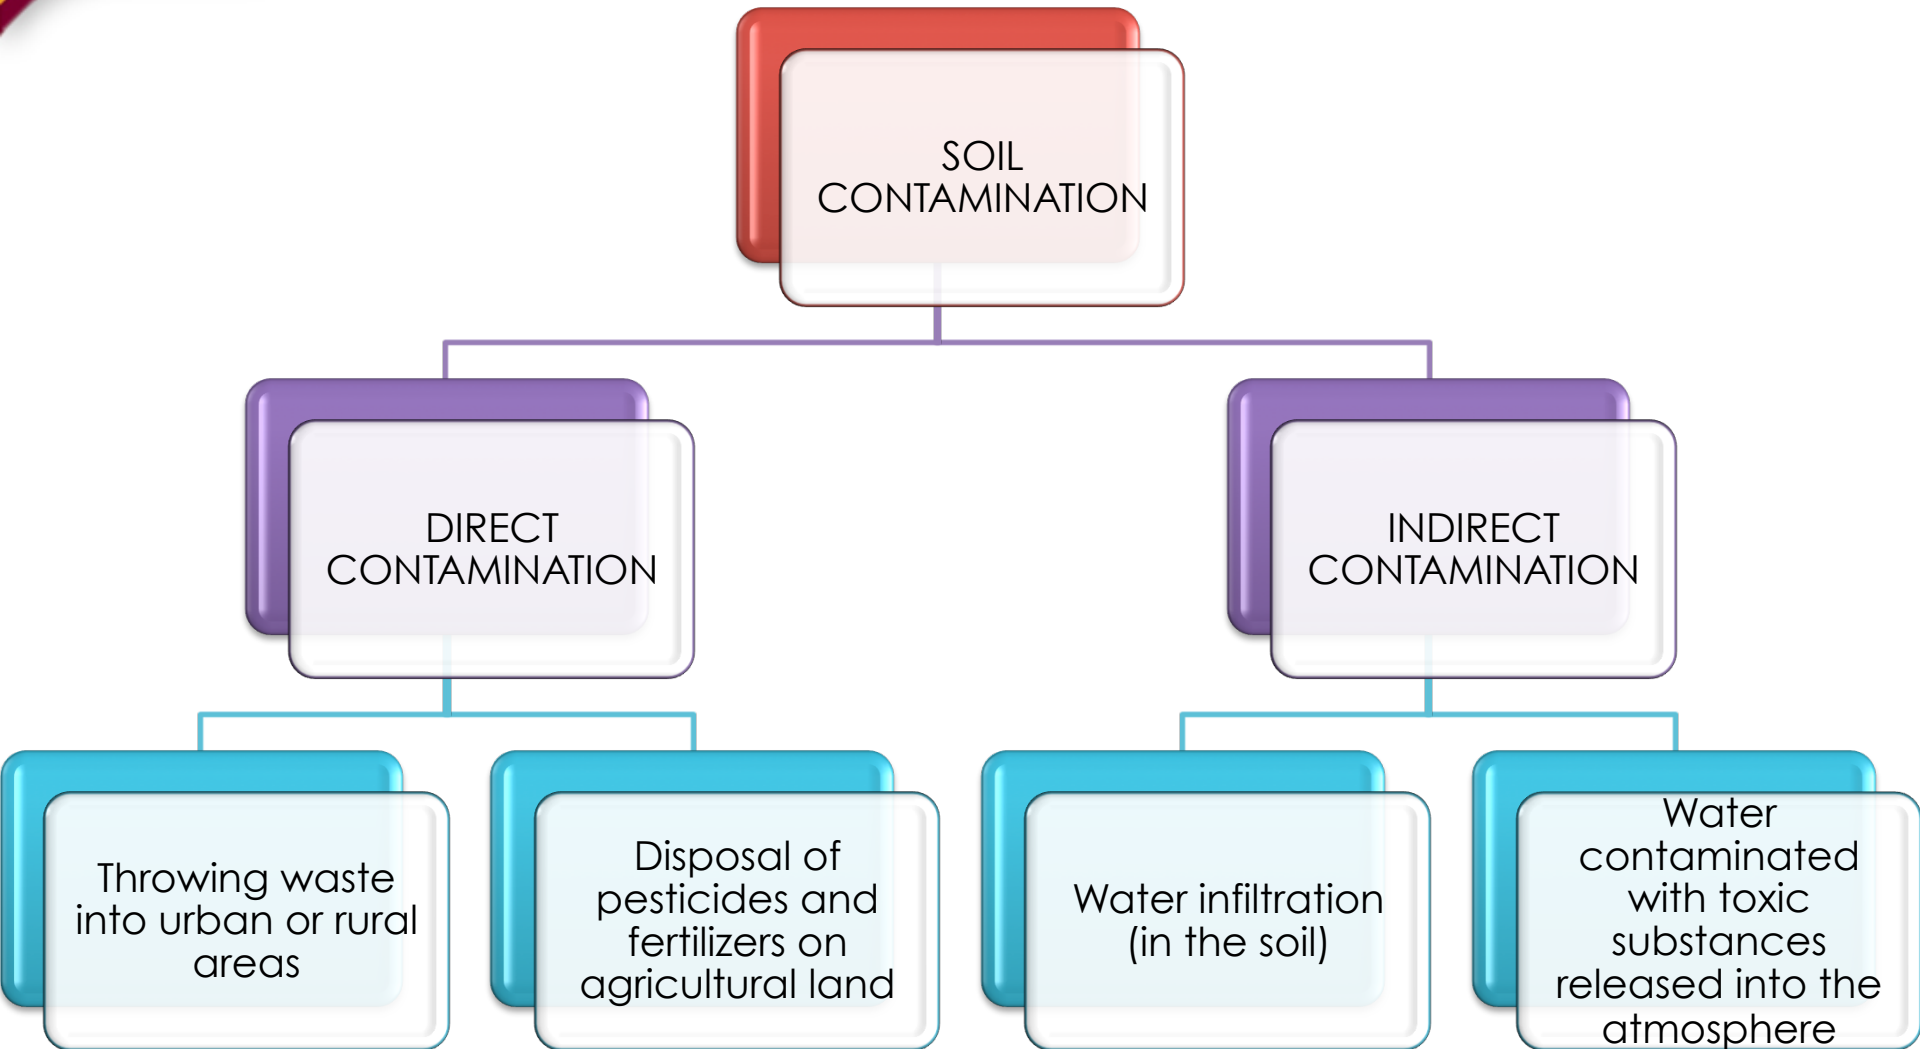 SOIL
CONTAMINATION
DIRECT
CONTAMINATION
INDIRECT
CONTAMINATION
Throwing waste
into urban or rural
areas
Disposal of
pesticides and
fertilizers on
agricultural land
Water infiltration
(in the soil)
Water
contaminated
with toxic
substances
released into the
atmosphere